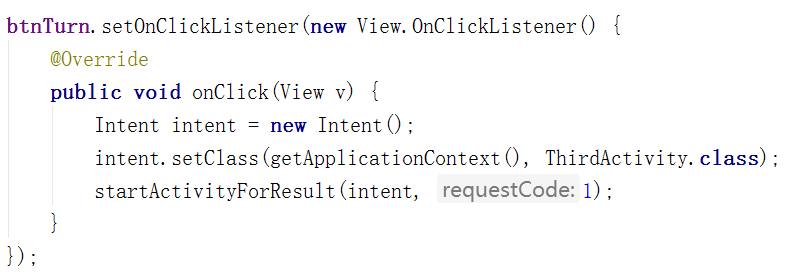 btnTurn.setOnClickListener(new View.OnClickListener() {
    @Override
    public void onClick(View v) {
        Intent intent = new Intent();
        intent.setClass(getApplicationContext(), ThirdActivity.class);
        startActivityForResult(intent, requestCode: 1);
    }
});